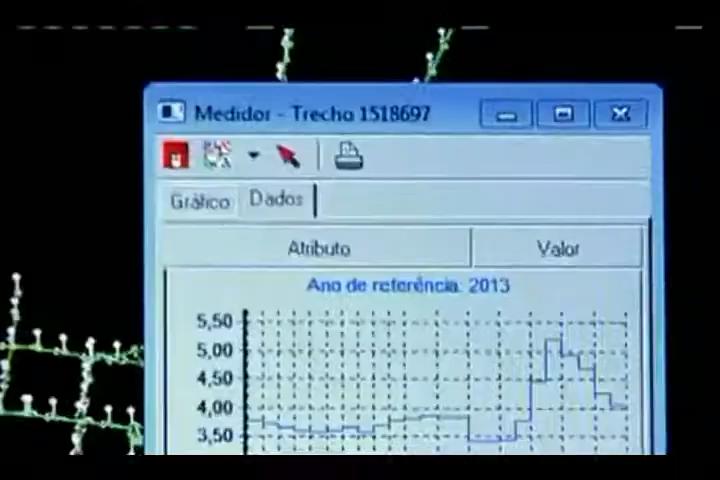 Medidor - Trecho 1518697
Gráfico Dados
Atributo Valor
Ano de referência: 2013
5,50
5,00
4,50
4,00
3,50